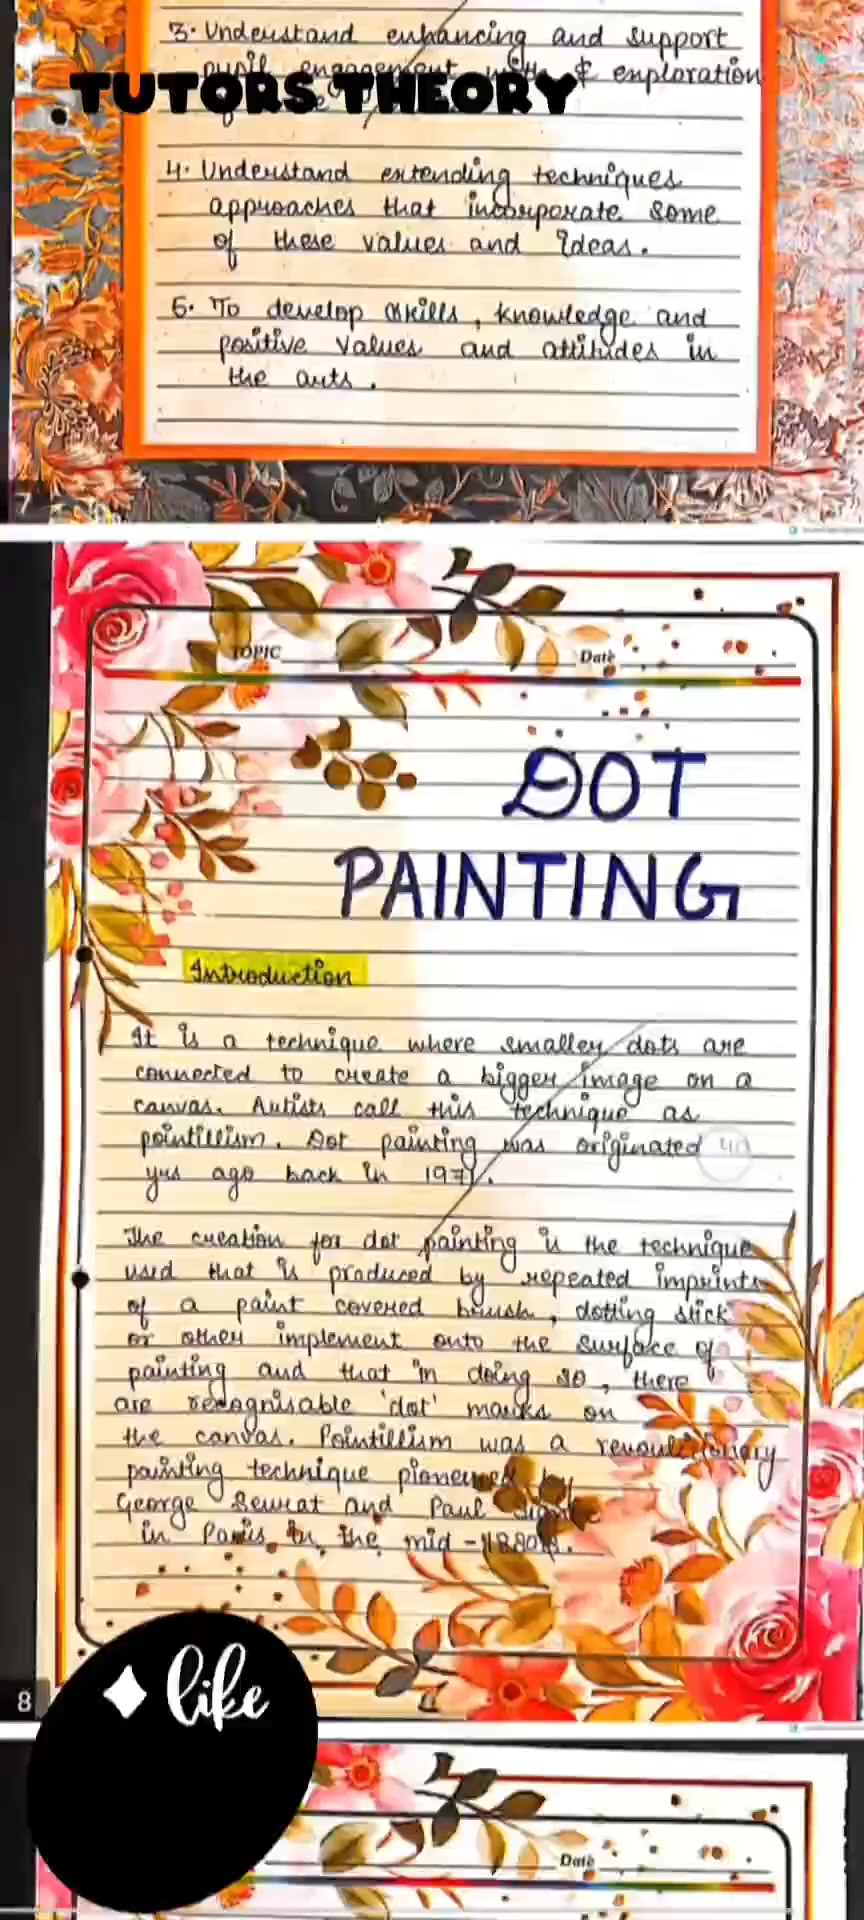 3. Understand enhancing and support
pupil engagement with & exploration
TUTORS THEORY
4. Understand extending techniques
approaches that incorporate some
of these values and ideas.
5. To develop skills, knowledge and
positive values and attitudes in
the arts.
7
TOPIC
Date
DOT
PAINTING
Introduction
It is a technique where smaller dots are
connected to create a bigger image on a
canvas. Artists call this technique as
pointillism. Dot painting was originated 40
yrs ago back in 1971.
The creation for dot painting is the technique
used that is produced by repeated imprints
of a paint covered brush, dotting stick
or other implement onto the surface of
painting and that in doing so, there
are recognisable 'dot' marks on
the canvas. Pointillism was a
painting technique pioneered by
George Seurat and Paul
in Paris in the mid-1880s.
8
like
Date